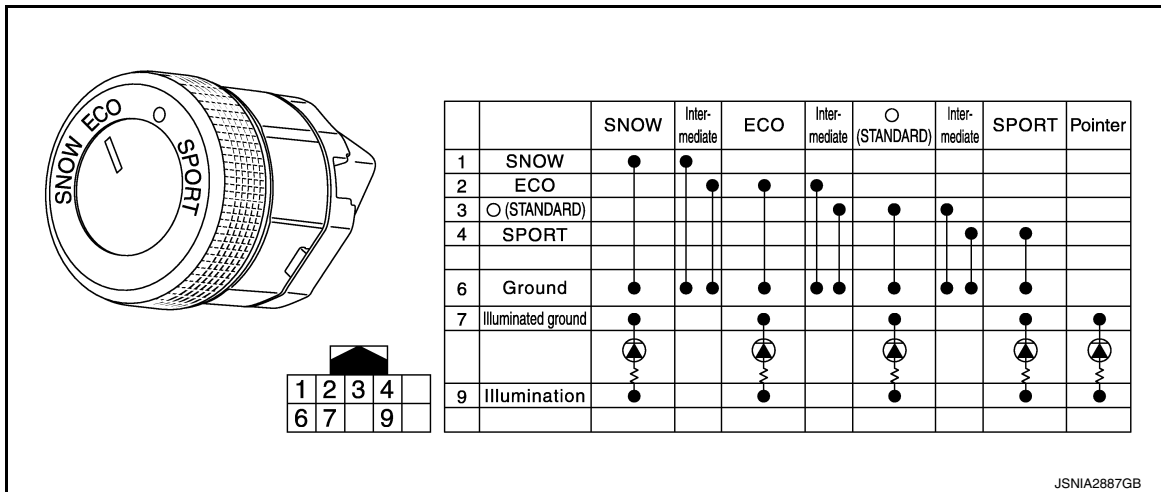 SNOW ECO ○ SPORT
SNOW Inter-mediate ECO Inter-mediate ○ (STANDARD) Inter-mediate SPORT Pointer
1 SNOW
2 ECO
3 ○ (STANDARD)
4 SPORT
6 Ground
7 Illuminated ground
9 Illumination
1 2 3 4
6 7 9
JSNIA2887GB